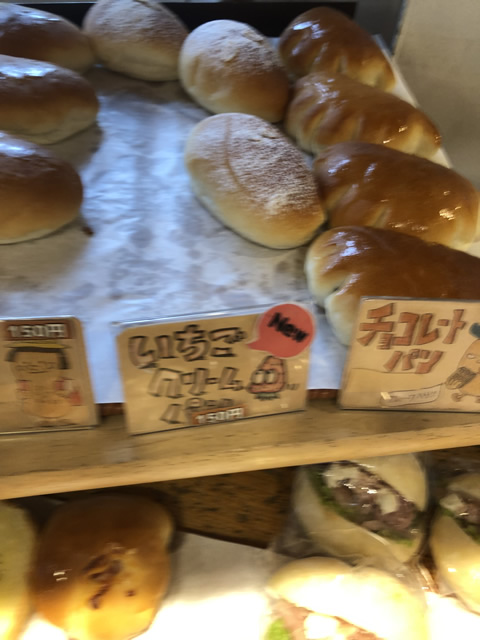 150円
いちご
クリーム
パン
150円
New
チョコレート
パン